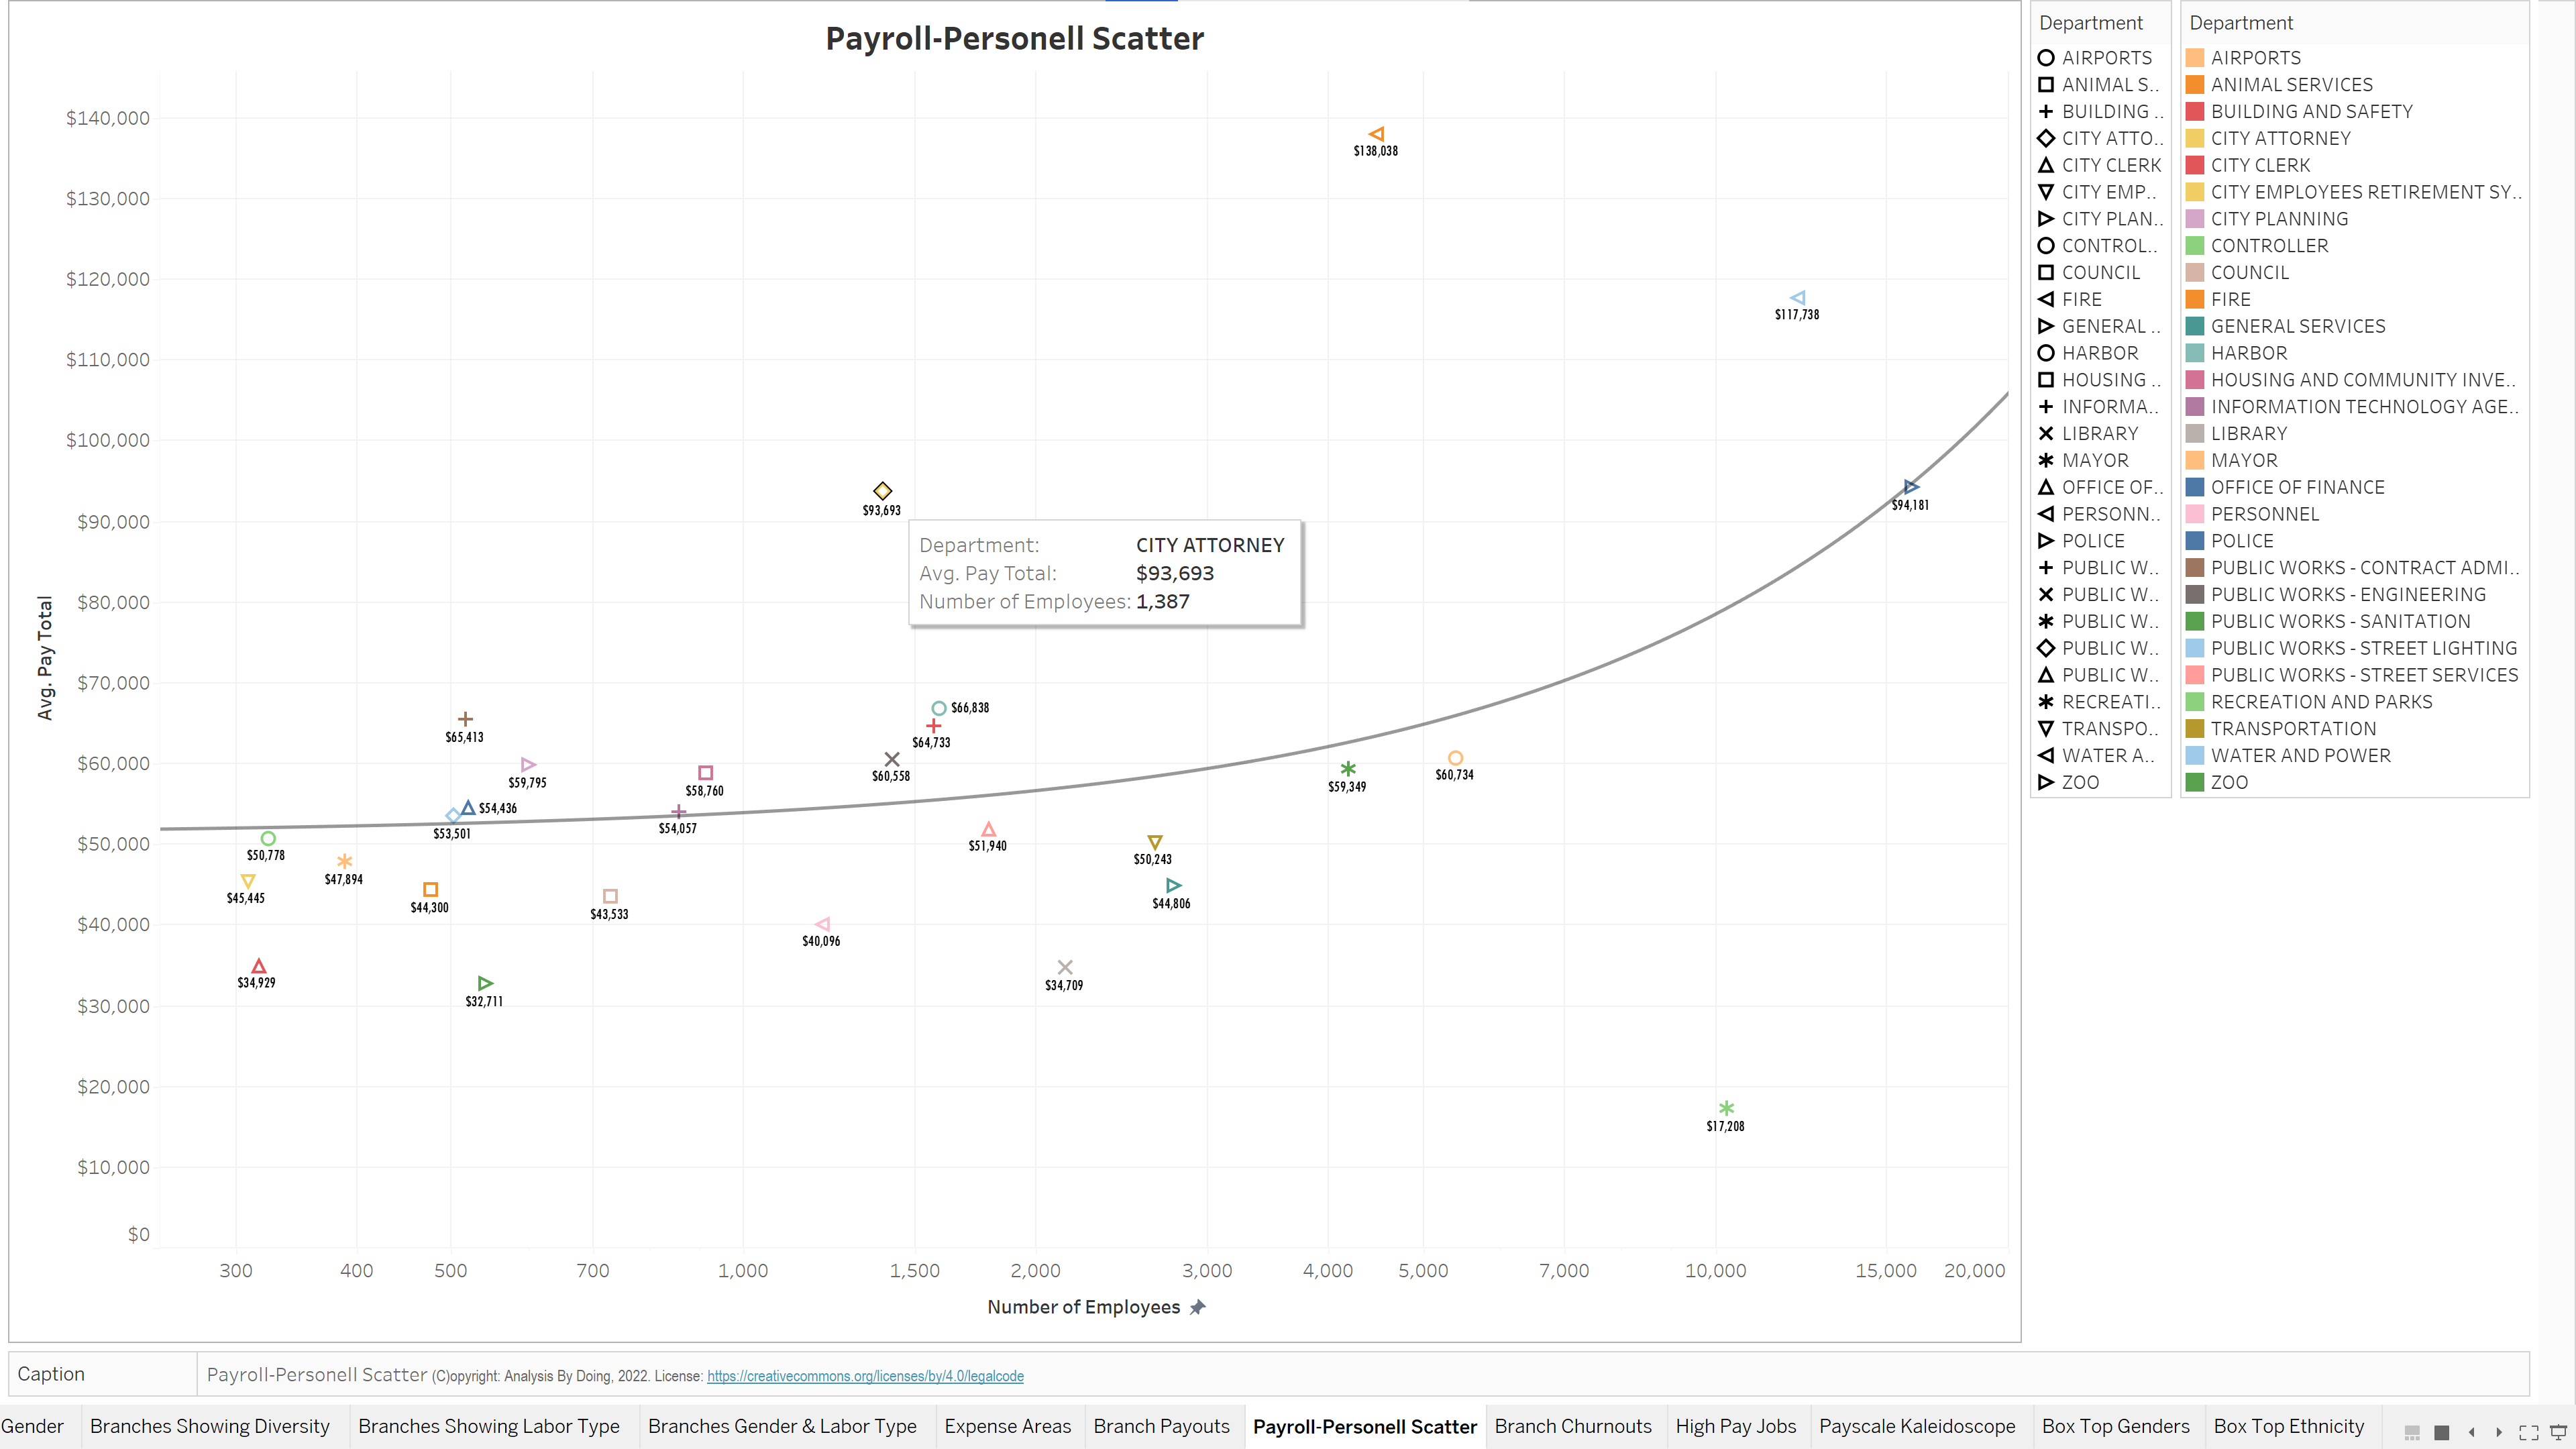 Payroll-Personell Scatter
Avg. Pay Total
$140,000
$130,000
$120,000
$110,000
$100,000
$90,000
$80,000
$70,000
$60,000
$50,000
$40,000
$30,000
$20,000
$10,000
$0
$138,038
$117,738
$93,693
$94,181
Department: CITY ATTORNEY
Avg. Pay Total: $93,693
Number of Employees: 1,387
$66,838
$65,413
$64,733
$59,795
$58,760
$60,558
$59,349
$60,734
$54,436
$53,501
$54,057
$50,778
$51,940
$50,243
$47,894
$45,445
$44,300
$43,533
$44,806
$40,096
$34,929
$32,711
$34,709
$17,208
300 400 500 700 1,000 1,500 2,000 3,000 4,000 5,000 7,000 10,000 15,000 20,000
Number of Employees
Department
AIRPORTS
ANIMAL S..
BUILDING ..
CITY ATTO..
CITY CLERK
CITY EMP..
CITY PLAN..
CONTROL..
COUNCIL
FIRE
GENERAL ..
HARBOR
HOUSING ..
INFORMA..
LIBRARY
MAYOR
OFFICE OF..
PERSONN..
POLICE
PUBLIC W..
PUBLIC W..
PUBLIC W..
PUBLIC W..
PUBLIC W..
RECREATI..
TRANSPO..
WATER A..
ZOO
Department
AIRPORTS
ANIMAL SERVICES
BUILDING AND SAFETY
CITY ATTORNEY
CITY CLERK
CITY EMPLOYEES RETIREMENT SY..
CITY PLANNING
CONTROLLER
COUNCIL
FIRE
GENERAL SERVICES
HARBOR
HOUSING AND COMMUNITY INVE..
INFORMATION TECHNOLOGY AGE..
LIBRARY
MAYOR
OFFICE OF FINANCE
PERSONNEL
POLICE
PUBLIC WORKS - CONTRACT ADMI..
PUBLIC WORKS - ENGINEERING
PUBLIC WORKS - SANITATION
PUBLIC WORKS - STREET LIGHTING
PUBLIC WORKS - STREET SERVICES
RECREATION AND PARKS
TRANSPORTATION
WATER AND POWER
ZOO
Caption
Payroll-Personell Scatter (C)opyright: Analysis By Doing, 2022. License: https://creativecommons.org/licenses/by/4.0/legalcode
Gender Branches Showing Diversity Branches Showing Labor Type Branches Gender & Labor Type Expense Areas Branch Payouts Payroll-Personell Scatter Branch Churnouts High Pay Jobs Payscale Kaleidoscope Box Top Genders Box Top Ethnicity